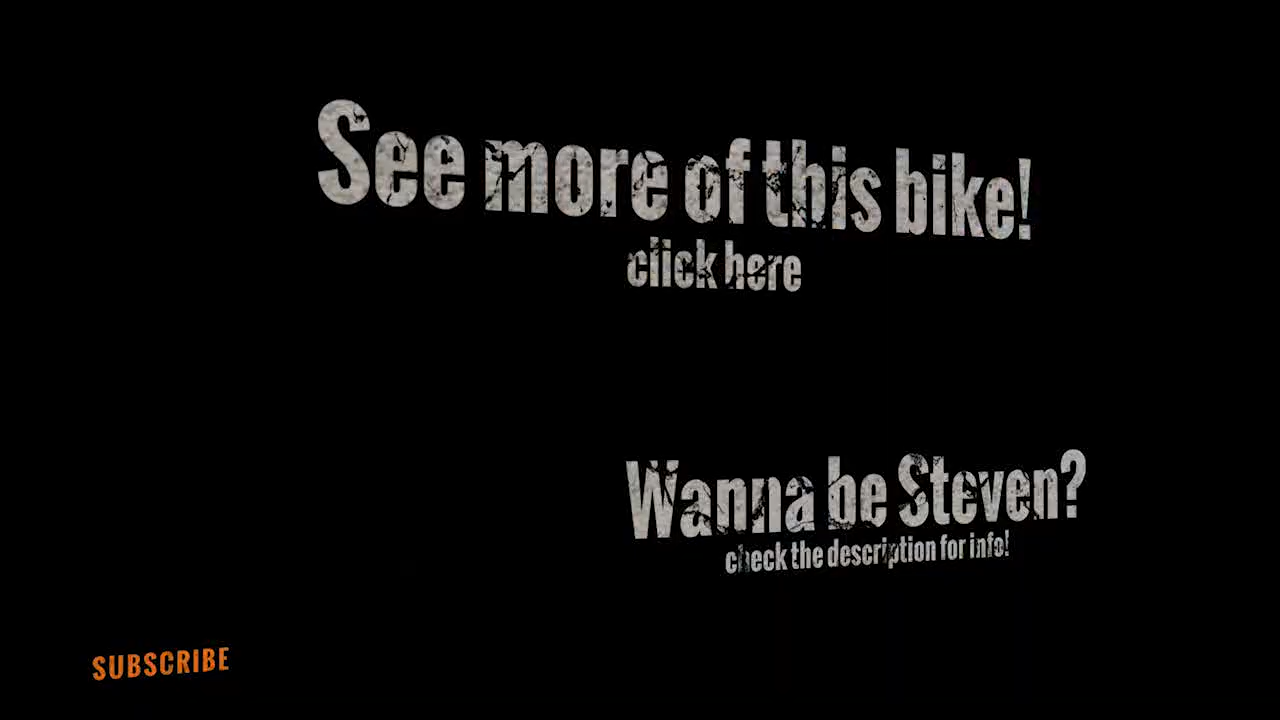 See more of this bike!
click here
Wanna be Steven?
check the description for info!
SUBSCRIBE